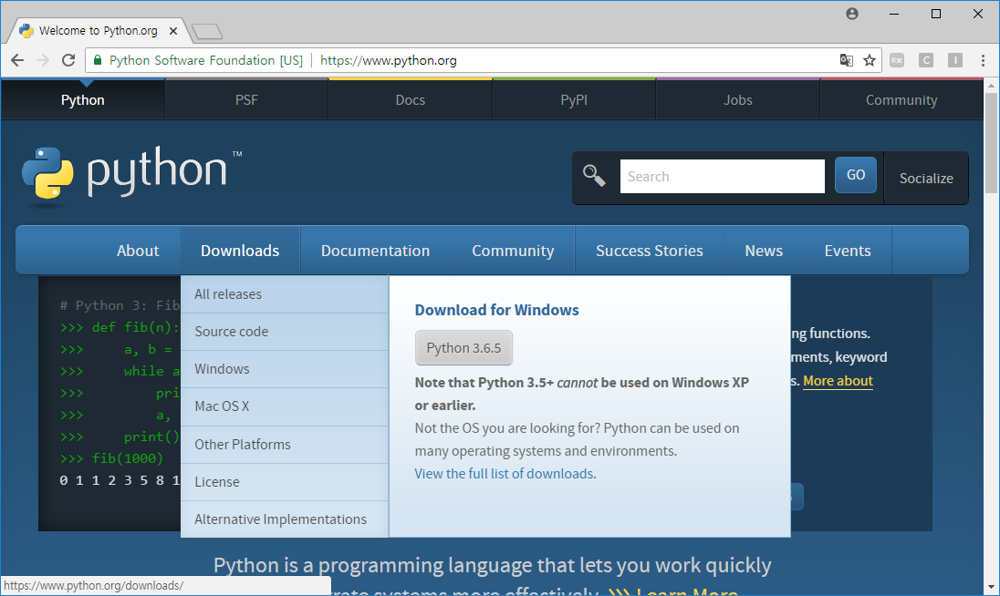 Welcome to Python.org
Python Software Foundation [US] | https://www.python.org
Python PSF Docs PyPI Jobs Community
python™
Search GO Socialize
About Downloads Documentation Community Success Stories News Events
# Python 3: Fib
>>> def fib(n):
>>> a, b =
>>> while a
>>> pri
>>> a,
>>> print()
>>> fib(1000)
0 1 1 2 3 5 8 1
All releases
Source code
Windows
Mac OS X
Other Platforms
License
Alternative Implementations
Download for Windows
Python 3.6.5
Note that Python 3.5+ cannot be used on Windows XP
or earlier.
Not the OS you are looking for? Python can be used on
many operating systems and environments.
View the full list of downloads.
ng functions.
ments, keyword
s. More about
Python is a programming language that lets you work quickly
rate systems more effectively. >>> Learn More
https://www.python.org/downloads/